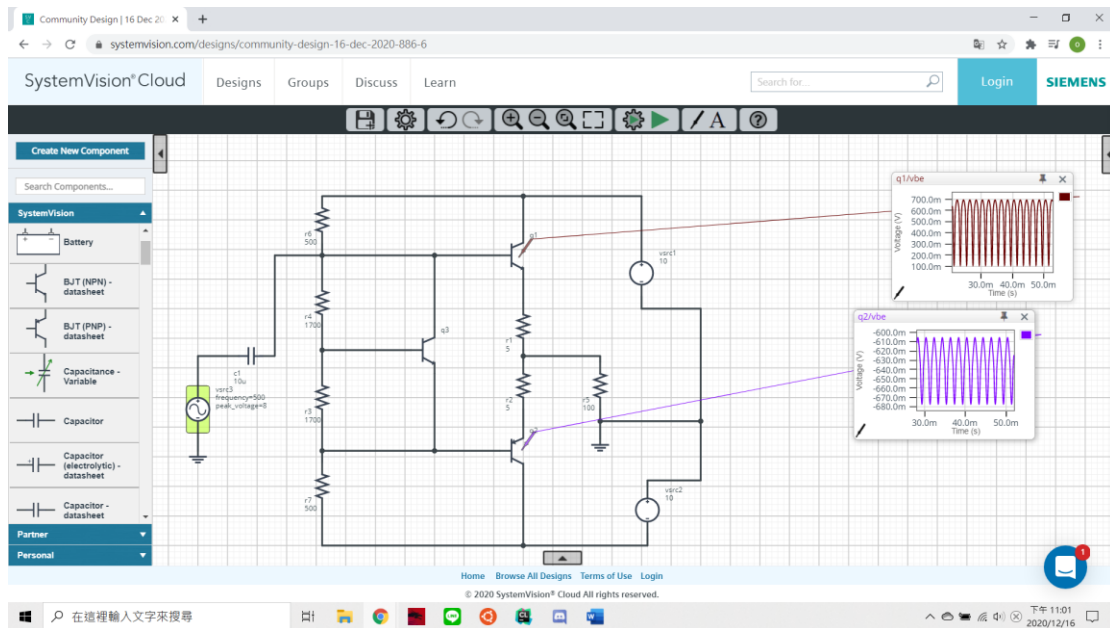 Community Design | 16 Dec 20
systemvision.com/designs/community-design-16-dec-2020-886-6
SystemVision® Cloud
Designs
Groups
Discuss
Learn
Search for...
Login
SIEMENS
A
Create New Component
Search Components...
SystemVision
Battery
BJT (NPN) -
datasheet
BJT (PNP) -
datasheet
Capacitance -
Variable
Capacitor
Capacitor
(electrolytic) -
datasheet
Capacitor -
datasheet
Partner
Personal
r6
500
r4
1700
r3
1700
r7
500
c1
10u
vsrc3
frequency=500
peak_voltage=8
q3
q1
r1
5
r2
5
q2
r5
100
vsrc1
10
vsrc2
10
q1/vbe
Voltage (V)
700.0m
600.0m
500.0m
400.0m
300.0m
200.0m
100.0m
30.0m 40.0m 50.0m
Time (s)
q2/vbe
Voltage (V)
-600.0m
-610.0m
-620.0m
-630.0m
-640.0m
-650.0m
-660.0m
-670.0m
-680.0m
30.0m 40.0m 50.0m
Time (s)
1
Home Browse All Designs Terms of Use Login
© 2020 SystemVision® Cloud All rights reserved.
在這裡輸入文字來搜尋
下午 11:01
2020/12/16